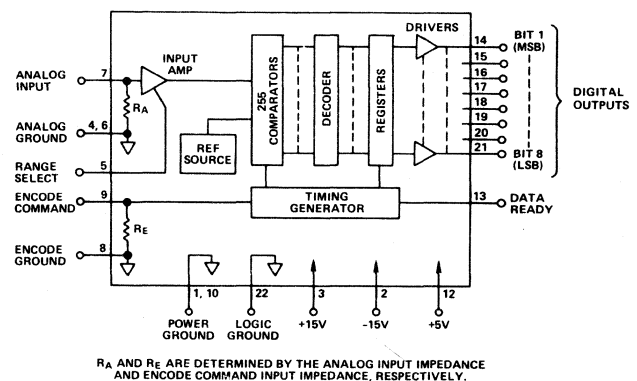 DRIVERS
14
BIT 1
(MSB)
15
16
17
18
19
20
21
BIT 8
(LSB)
DIGITAL
OUTPUTS
ANALOG
INPUT
7
INPUT
AMP
RA
ANALOG
GROUND
4, 6
RANGE
SELECT
5
REF
SOURCE
255
COMPARATORS
DECODER
REGISTERS
ENCODE
COMMAND
9
TIMING
GENERATOR
13
DATA
READY
RE
ENCODE
GROUND
8
1, 10
22
3
2
12
POWER
GROUND
LOGIC
GROUND
+15V
-15V
+5V
RA AND RE ARE DETERMINED BY THE ANALOG INPUT IMPEDANCE
AND ENCODE COMMAND INPUT IMPEDANCE, RESPECTIVELY.